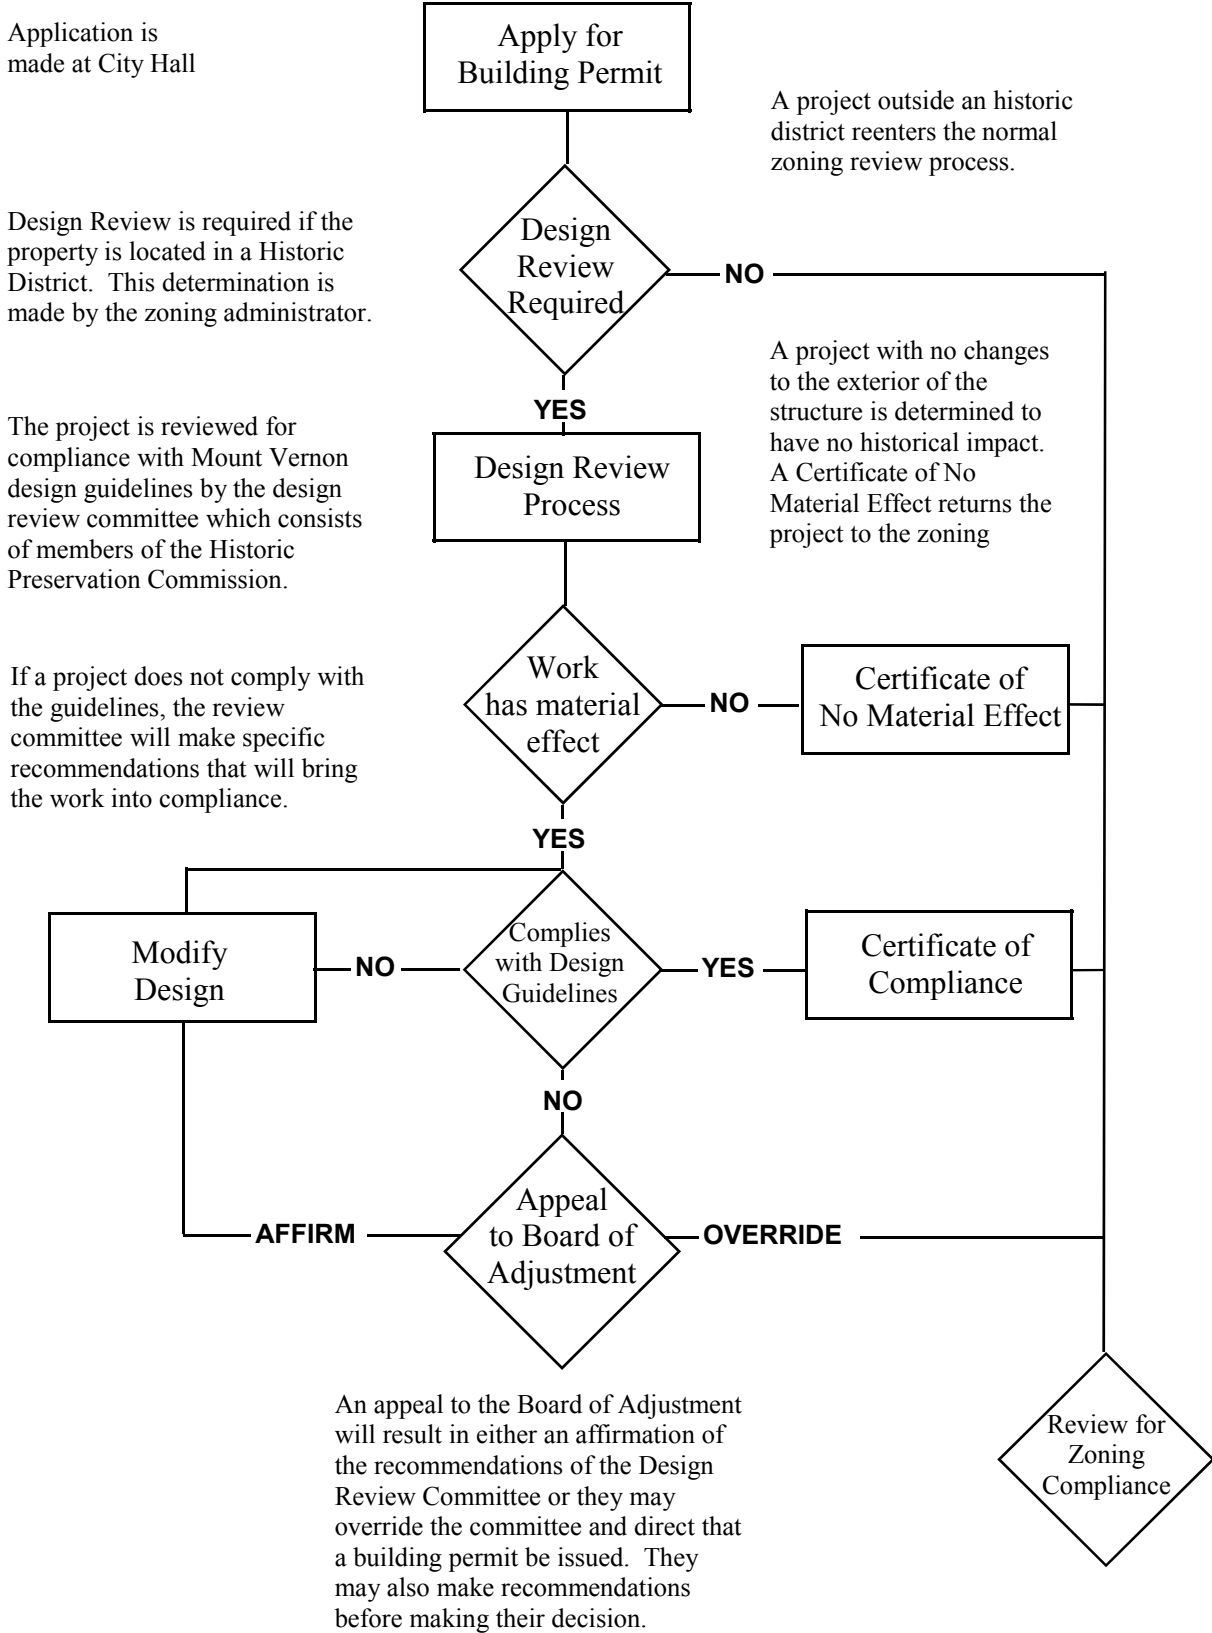 Application is
made at City Hall
Apply for
Building Permit
A project outside an historic
district reenters the normal
zoning review process.
Design Review is required if the
property is located in a Historic
District.  This determination is
made by the zoning administrator.
Design
Review
Required
NO
A project with no changes
to the exterior of the
structure is determined to
have no historical impact.
A Certificate of No
Material Effect returns the
project to the zoning
YES
The project is reviewed for
compliance with Mount Vernon
design guidelines by the design
review committee which consists
of members of the Historic
Preservation Commission.
Design Review
Process
If a project does not comply with
the guidelines, the review
committee will make specific
recommendations that will bring
the work into compliance.
Work
has material
effect
NO
Certificate of
No Material Effect
YES
Modify
Design
NO
Complies
with Design
Guidelines
YES
Certificate of
Compliance
NO
AFFIRM
Appeal
to Board of
Adjustment
OVERRIDE
An appeal to the Board of Adjustment
will result in either an affirmation of
the recommendations of the Design
Review Committee or they may
override the committee and direct that
a building permit be issued.  They
may also make recommendations
before making their decision.
Review for
Zoning
Compliance